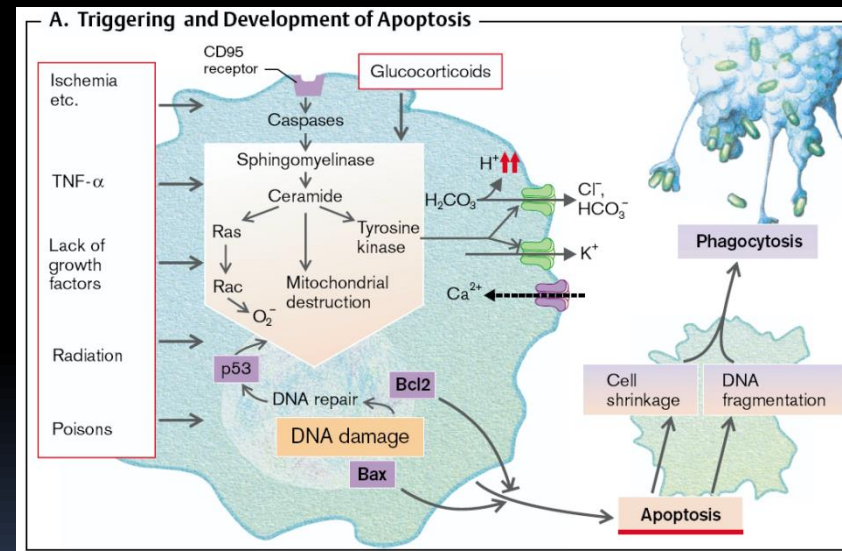 A. Triggering and Development of Apoptosis
Ischemia
etc.
TNF-α
Lack of
growth
factors
Radiation
Poisons
CD95
receptor
Glucocorticoids
Caspases
Sphingomyelinase
Ceramide
Ras
Tyrosine
kinase
Rac
Mitochondrial
destruction
O₂⁻
H⁺
H₂CO₃
Cl⁻,
HCO₃⁻
K⁺
Ca²⁺
p53
DNA repair
Bcl2
DNA damage
Bax
Phagocytosis
Cell
shrinkage
DNA
fragmentation
Apoptosis